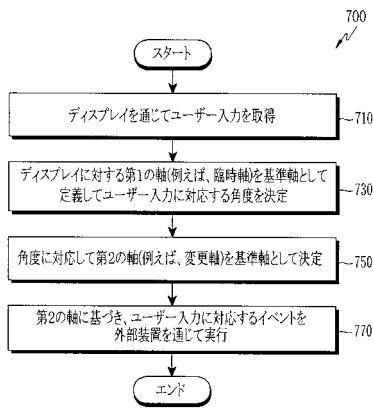 700
スタート
ディスプレイを通じてユーザー入力を取得
710
ディスプレイに対する第1の軸(例えば、臨時軸)を基準軸として
定義してユーザー入力に対応する角度を決定
730
角度に対応して第2の軸(例えば、変更軸)を基準軸として決定
750
第2の軸に基づき、ユーザー入力に対応するイベントを
外部装置を通じて実行
770
エンド